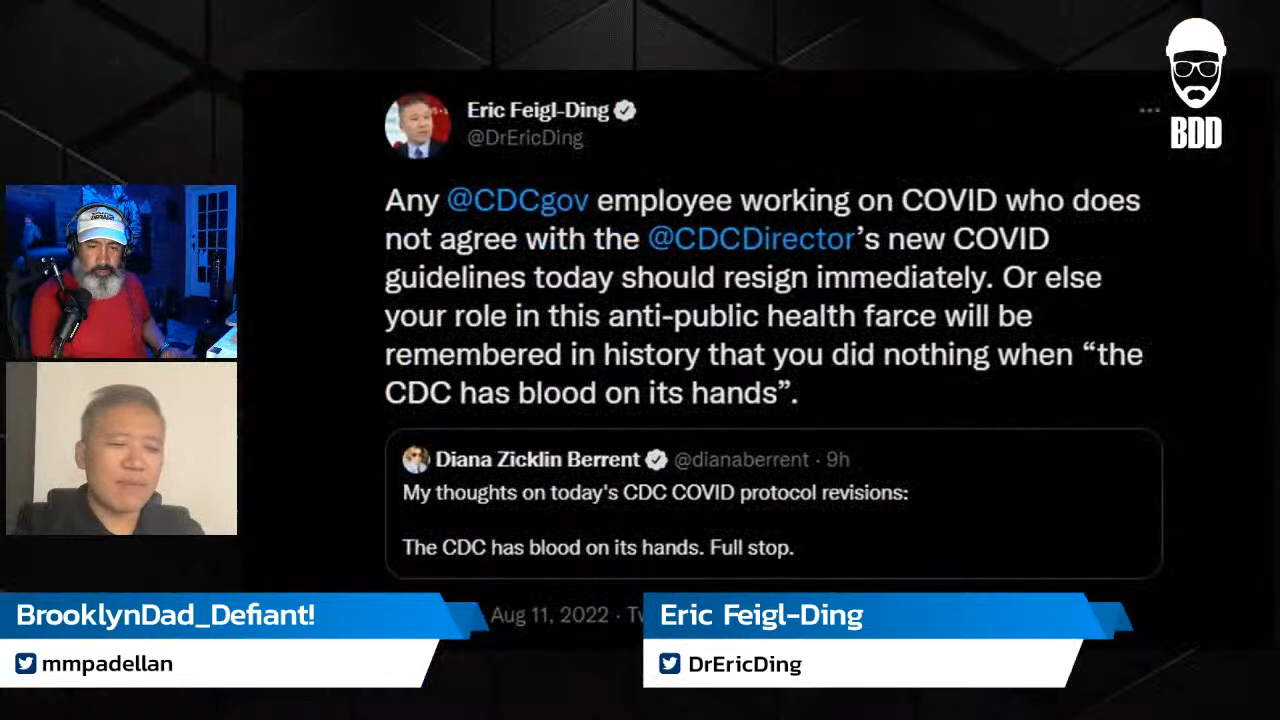 BDD
Eric Feigl-Ding
@DrEricDing
Any @CDCgov employee working on COVID who does
not agree with the @CDCDirector’s new COVID
guidelines today should resign immediately. Or else
your role in this anti-public health farce will be
remembered in history that you did nothing when “the
CDC has blood on its hands”.
Diana Zicklin Berrent @dianaberrent · 9h
My thoughts on today's CDC COVID protocol revisions:
The CDC has blood on its hands. Full stop.
Aug 11, 2022 ·
BrooklynDad_Defiant!
mmpadellan
Eric Feigl-Ding
DrEricDing